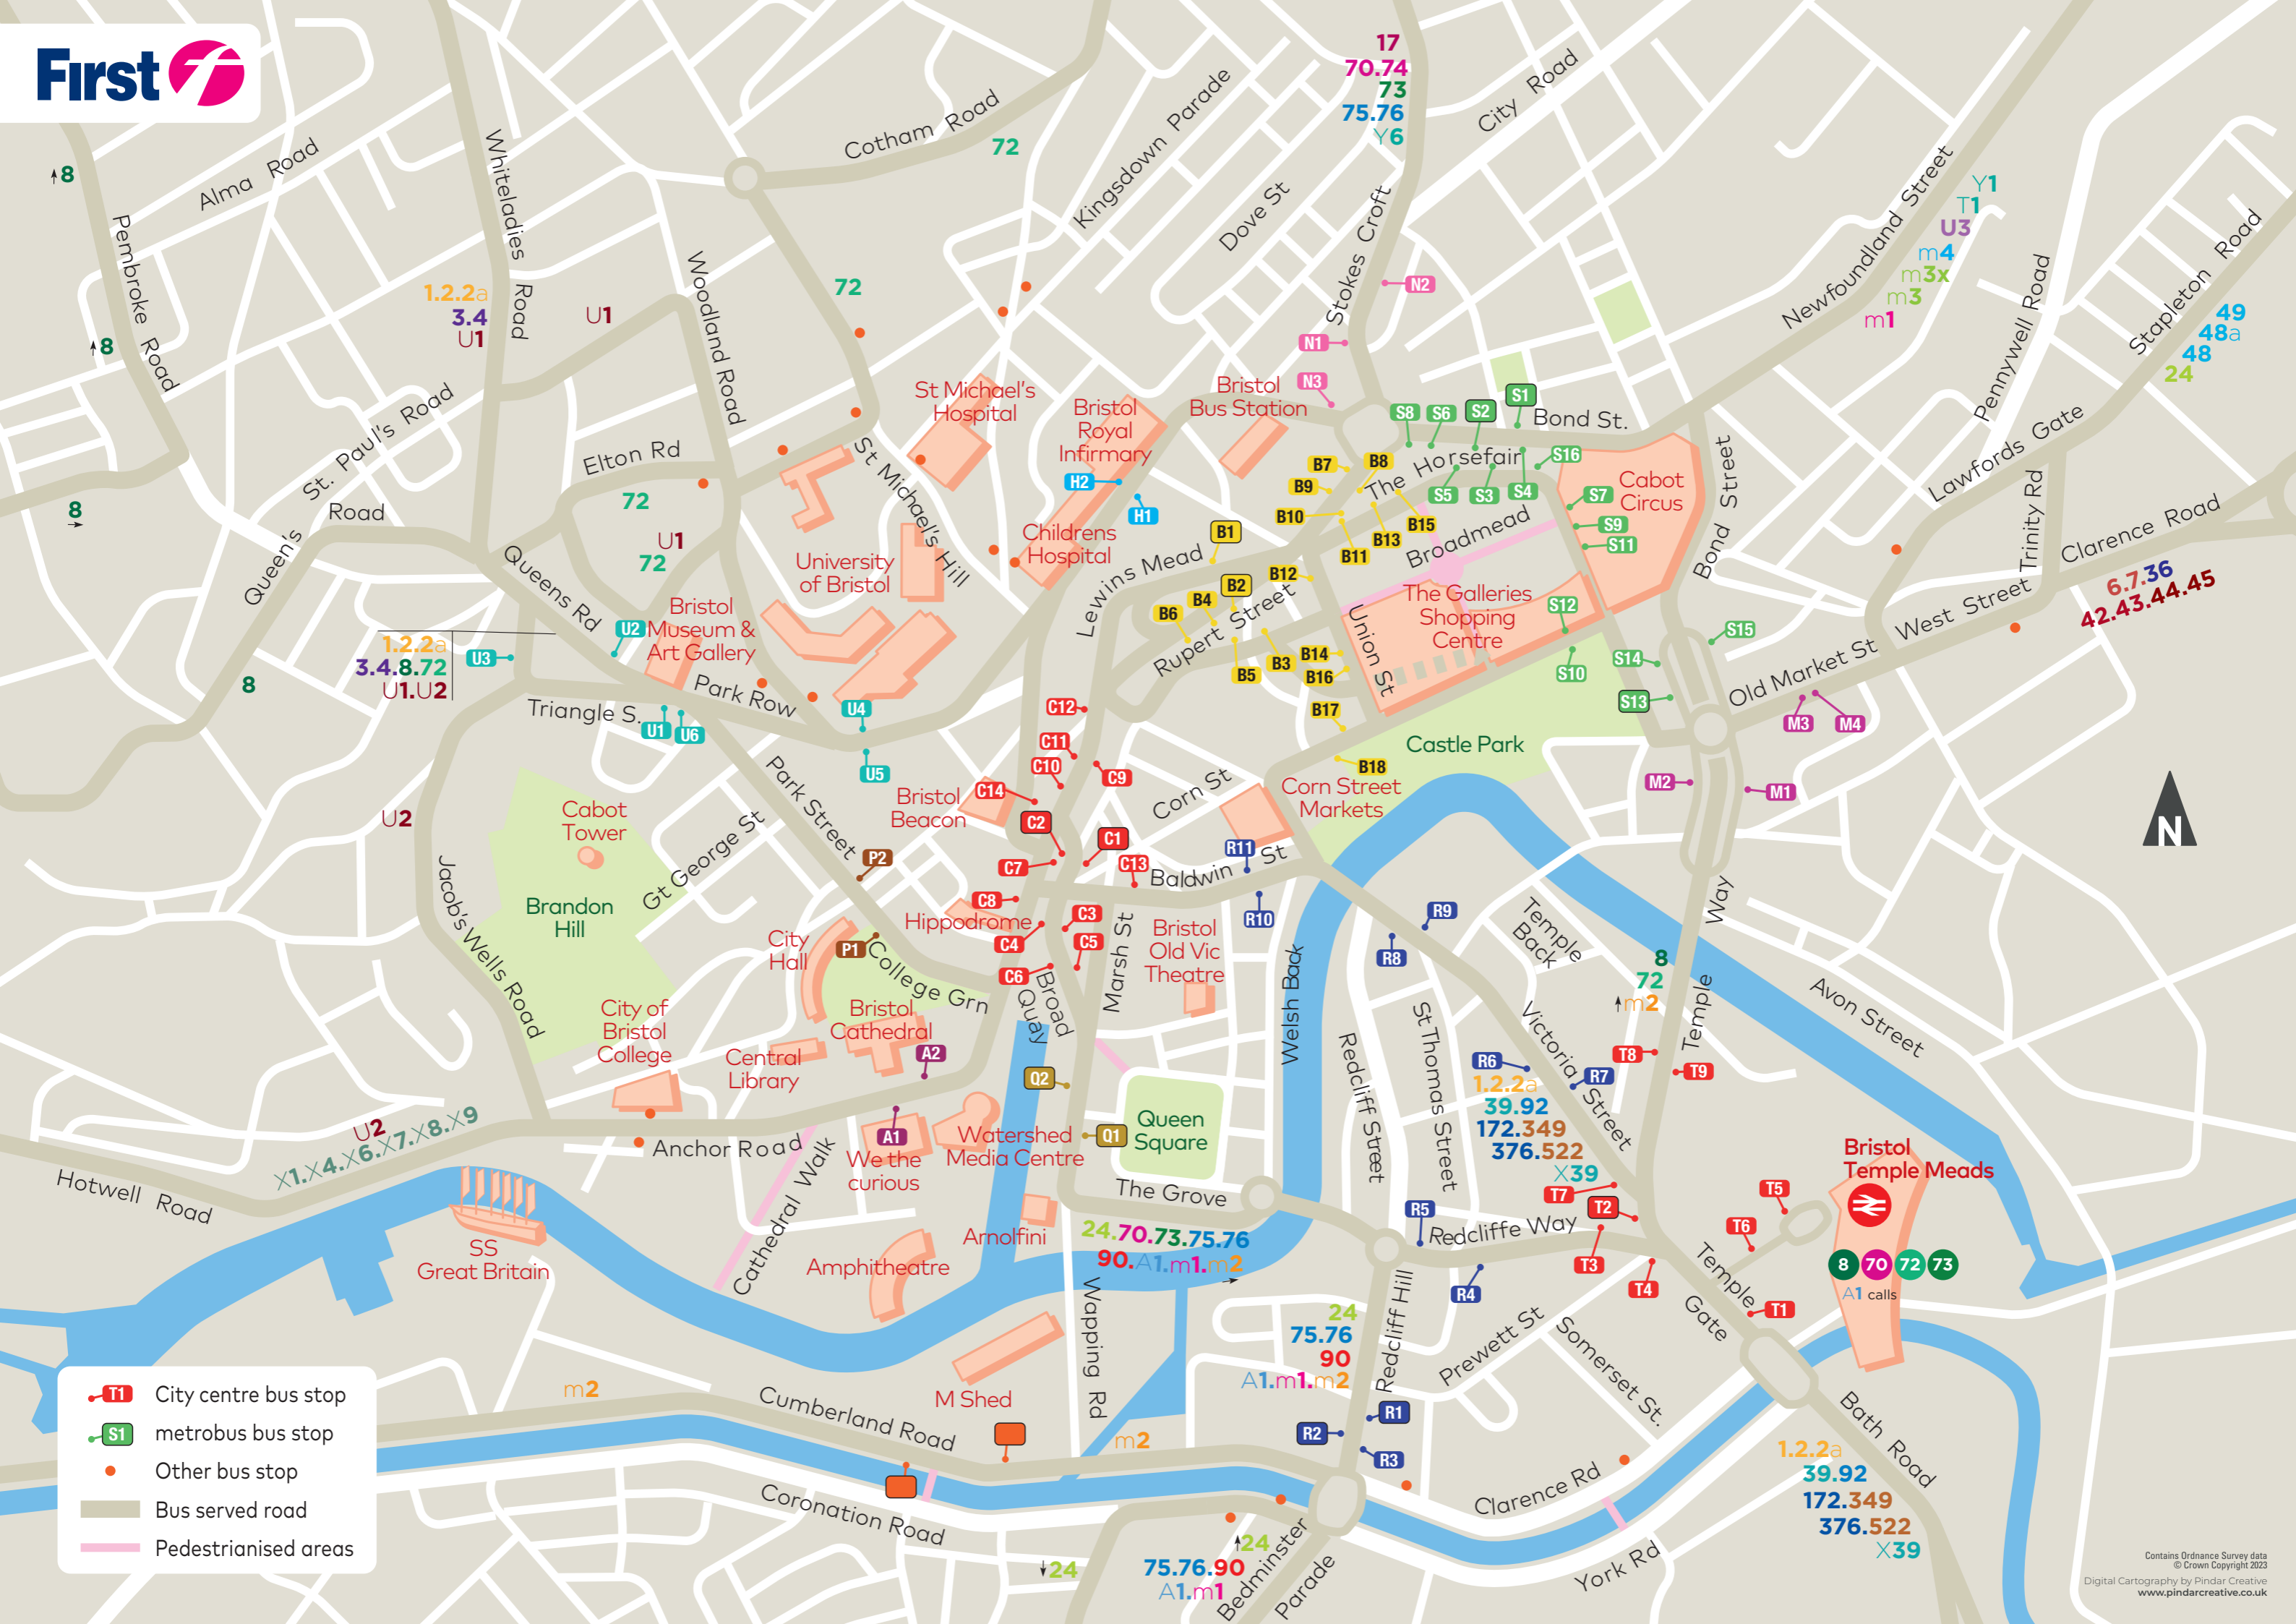 First
17
70.74
73
75.76
Y6
City Road
Cotham Road
72
Kingsdown Parade
Dove St
Stokes Croft
N2
N1
N3
Whiteladies
Road
Alma Road
8
Pembroke Road
8
1.2.2a
3.4
U1
U1
Woodland Road
72
Newfoundland Street
Y1
T1
U3
m4
m3x
m3
m1
Pennywell Road
Stapleton Road
49
48a
48
24
St Michael's
Hospital
Bristol
Royal
Infirmary
H2
H1
Childrens
Hospital
Bristol
Bus Station
S8
S6
S2
S1
Bond St.
The Horsefair
S16
S5
S3
S4
S7
S9
S11
Cabot
Circus
Bond Street
Lawfords Gate
Trinity Rd
Clarence Road
West Street
6.7.36
42.43.44.45
St. Paul's Road
Elton Rd
72
U1
72
8
Queen's
Road
Queens Rd
St Michael's Hill
University
of Bristol
B7
B8
B9
B10
B15
B13
B11
B1
B12
B2
B4
B6
B5
B3
B14
B16
B17
B18
Lewins Mead
Rupert Street
Broadmead
Union St
The Galleries
Shopping
Centre
S12
S10
S15
S14
S13
Old Market St
M3
M4
M2
M1
Castle Park
Corn Street
Markets
Bristol
Museum &
Art Gallery
U2
U3
1.2.2a
3.4.8.72
U1.U2
8
Triangle S.
U1
U6
Park Row
U4
U5
C12
C11
C10
C9
C14
C2
C1
C13
C7
C8
C3
C4
C5
C6
Corn St
R11
Baldwin St
R10
Bristol
Beacon
Park Street
P2
P1
Gt George St
Cabot
Tower
Brandon
Hill
U2
Jacob's Wells Road
Hippodrome
City
Hall
College Grn
Bristol
Cathedral
Broad
Quay
Marsh St
Bristol
Old Vic
Theatre
Welsh Back
R9
R8
Temple
Back
Temple Way
8
72
m2
Avon Street
City of
Bristol
College
Central
Library
A2
A1
Q2
Q1
Queen
Square
Redcliff Street
St Thomas Street
Victoria Street
R6
R7
T8
T9
1.2.2a
39.92
172.349
376.522
X39
T7
T2
T3
T4
T5
T6
T1
Bristol
Temple Meads
8
70
72
73
A1 calls
U2
X1.X4.X6.X7.X8.X9
Hotwell Road
Anchor Road
We the
curious
Watershed
Media Centre
Cathedral Walk
SS
Great Britain
Amphitheatre
Arnolfini
The Grove
24.70.73.75.76
90.A1.m1.m2
R5
Redcliffe Way
R4
Temple
Gate
Prewett St
Somerset St.
Redcliff Hill
24
75.76
90
A1.m1.m2
R1
R2
R3
Wapping Rd
M Shed
m2
Cumberland Road
m2
Coronation Road
24
75.76.90
A1.m1
24
Bedminster
Parade
Clarence Rd
York Rd
Bath Road
1.2.2a
39.92
172.349
376.522
X39
N
T1 City centre bus stop
S1 metrobus bus stop
Other bus stop
Bus served road
Pedestrianised areas
Contains Ordnance Survey data
© Crown Copyright 2023
Digital Cartography by Pindar Creative
www.pindarcreative.co.uk